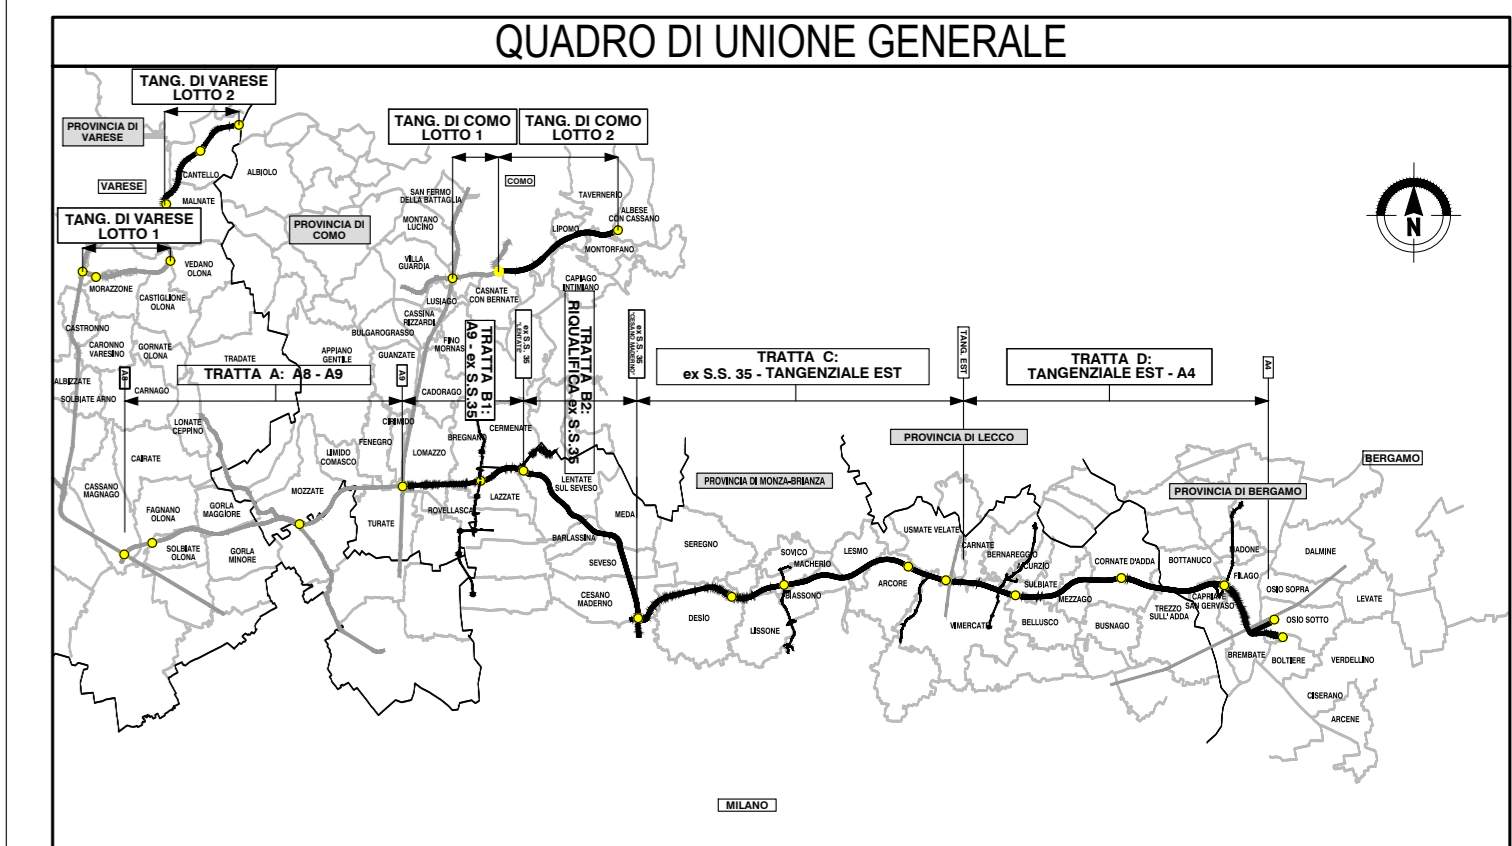 QUADRO DI UNIONE GENERALE
TANG. DI VARESE
LOTTO 2
PROVINCIA DI
VARESE
VARESE
CANTELLO
ALBIOLO
MALNATE
TANG. DI VARESE
LOTTO 1
VEDANO
OLONA
MORAZZONE
CASTIGLIONE
OLONA
PROVINCIA DI
COMO
TANG. DI COMO
LOTTO 1
TANG. DI COMO
LOTTO 2
COMO
SAN FERMO
DELLA BATTAGLIA
MONTANO
LUCINO
VILLA
GUARDIA
TAVERNERIO
ALBESE
CON CASSANO
LIPOMO
MONTORFANO
CAPIAGO
INTIMIANO
CASNATE
CON BERNATE
LUISAGO
CASSINA
RIZZARDI
BULGAROGRASSO
FINO
MORNAS
N
CASTRONNO
CARONNO
VARESINO
GORNATE
OLONA
TRADATE
APPIANO
GENTILE
GUANZATE
ALBIZZATE
SOLBIATE ARNO
CARNAGO
A8
TRATTA A: A8 - A9
A9
CADORAGO
TRATTA B1:
A9 - ex S.S.35
ex S.S. 35
"LENTATE"
TRATTA B2:
RIQUALIFICA ex S.S.35
ex S.S. 35
"CESANO MADERNO"
TRATTA C:
ex S.S. 35 - TANGENZIALE EST
TANG. EST
TRATTA D:
TANGENZIALE EST - A4
A4
LONATE
CEPPINO
CIRIMIDO
FENEGRO
LOMAZZO
BREGNANO
CERMENATE
CAIRATE
LIMIDO
COMASCO
CASSANO
MAGNAGO
MOZZATE
FAGNANO
OLONA
GORLA
MAGGIORE
TURATE
ROVELLASCA
LAZZATE
LENTATE
SUL SEVESO
MEDA
SOLBIATE
OLONA
GORLA
MINORE
BARLASSINA
SEVESO
CESANO
MADERNO
PROVINCIA DI MONZA-BRIANZA
PROVINCIA DI LECCO
BERGAMO
PROVINCIA DI BERGAMO
SEREGNO
SOVICO
MACHERIO
LESMO
BIASSONO
DESIO
LISSONE
ARCORE
USMATE VELATE
CARNATE
BERNAREGGIO
AICURZIO
SULBIATE
MEZZAGO
VIMERCATE
BELLUSCO
BUSNAGO
CORNATE D'ADDA
BOTTANUCO
TREZZO
SULL' ADDA
MADONE
FILAGO
CAPRIATE
SAN GERVASO
DALMINE
OSIO SOPRA
LEVATE
OSIO SOTTO
BREMBATE
BOLTIERE
VERDELLINO
CISERANO
ARCENE
MILANO